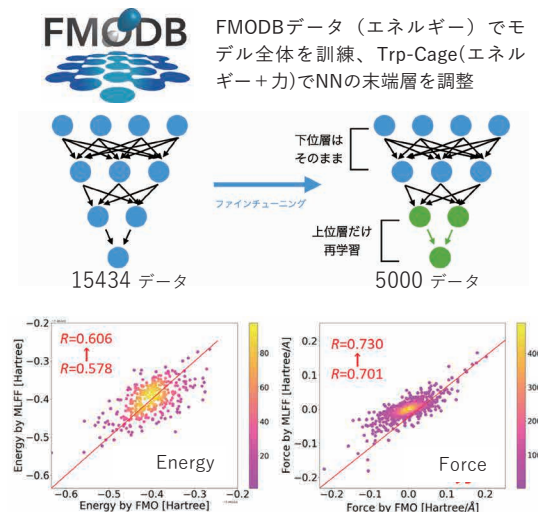 FMODB
FMODBデータ（エネルギー）でモ
デル全体を訓練、Trp-Cage(エネル
ギー＋力)でNNの末端層を調整
下位層は
そのまま
ファインチューニング
上位層だけ
再学習
15434 データ
5000 データ
R=0.606
R=0.578
Energy by MLFF [Hartree]
-0.2
-0.3
-0.4
-0.5
-0.6
-0.6
-0.5
-0.4
-0.3
-0.2
Energy by FMO [Hartree]
Energy
80
60
40
20
R=0.730
R=0.701
Force by MLFF [Hartree/A]
0.2
0.1
0.0
-0.1
-0.2
-0.2
-0.1
0.0
0.1
0.2
Force by FMO [Hartree/Å]
Force
400
300
200
100